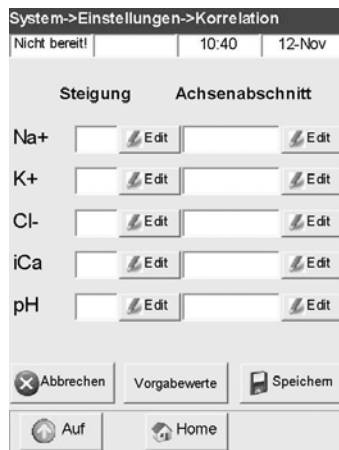 System->Einstellungen->Korrelation
Nicht bereit! 10:40 12-Nov
Steigung Achsenabschnitt
Na+ Edit Edit
K+ Edit Edit
Cl- Edit Edit
iCa Edit Edit
pH Edit Edit
Abbrechen Vorgabewerte Speichern
Auf Home